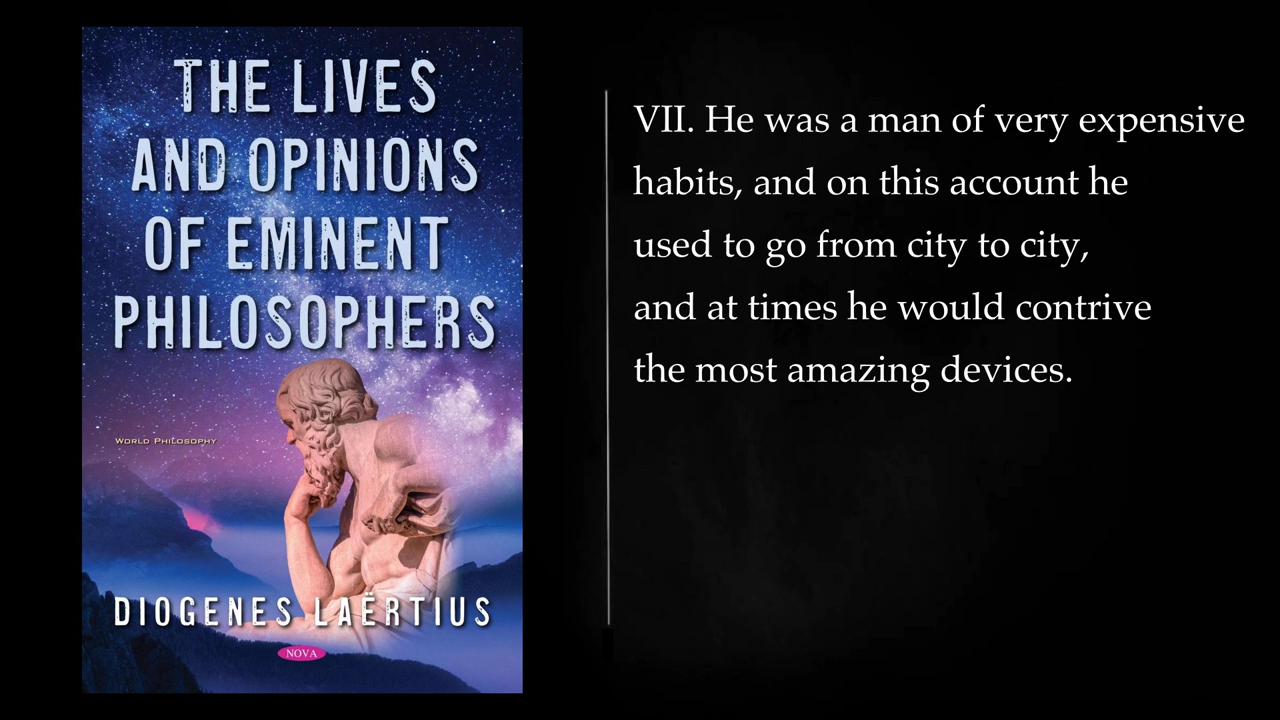 THE LIVES
AND OPINIONS
OF EMINENT
PHILOSOPHERS
WORLD PHILOSOPHY
DIOGENES LAËRTIUS
NOVA
VII. He was a man of very expensive
habits, and on this account he
used to go from city to city,
and at times he would contrive
the most amazing devices.